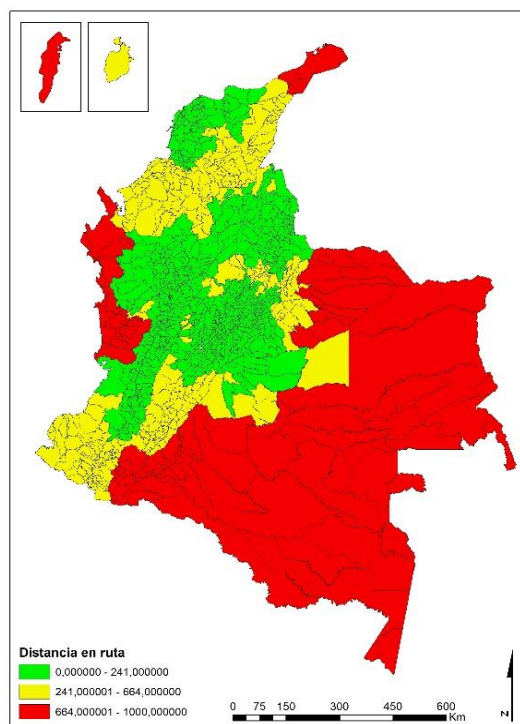 Distancia en ruta
0,000000 - 241,000000
241,000001 - 664,000000
664,000001 - 1000,000000
0 75 150 300 450 600
Km
N